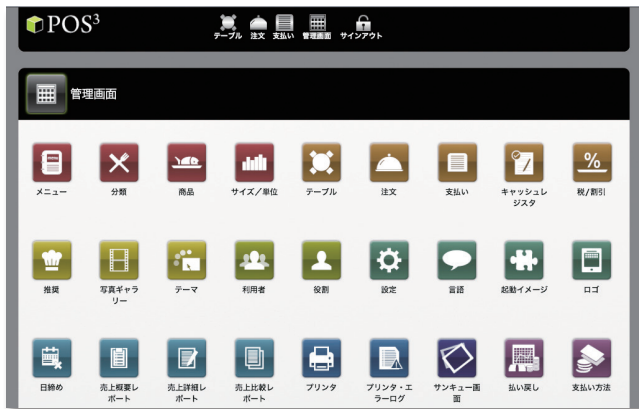 POS³
テーブル 注文 支払い 管理画面 サインアウト
管理画面
メニュー 分類 商品 サイズ／単位 テーブル 注文 支払い キャッシュレ 税/割引
ジスタ
%
推奨 写真ギャラ テーマ 利用者 役割 設定 言語 起動イメージ ロゴ
リー
日締め 売上概要レ 売上詳細レ 売上比較レ プリンタ プリンタ・エ サンキュー画 払い戻し 支払い方法
ポート ポート ポート ラーログ 面